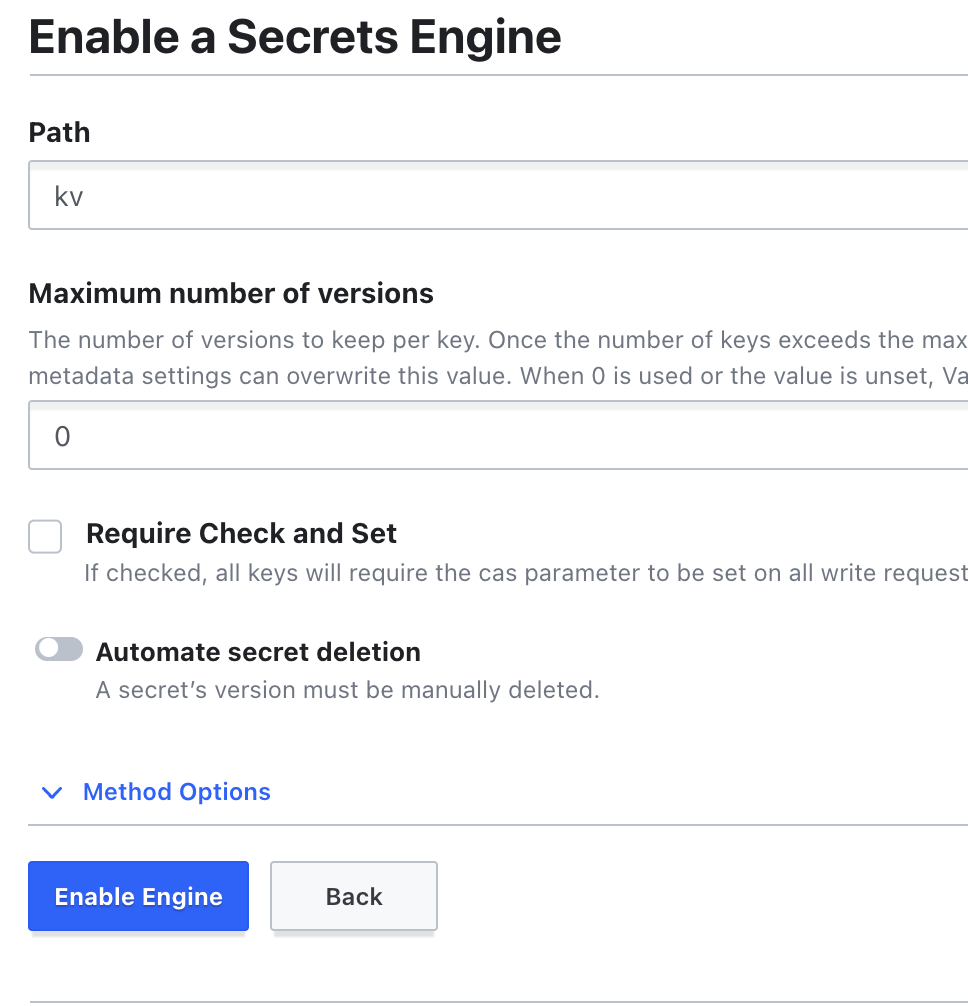 Enable a Secrets Engine
Path
kv
Maximum number of versions
The number of versions to keep per key. Once the number of keys exceeds the max
metadata settings can overwrite this value. When 0 is used or the value is unset, Va
0
Require Check and Set
If checked, all keys will require the cas parameter to be set on all write request
Automate secret deletion
A secret’s version must be manually deleted.
Method Options
Enable Engine
Back